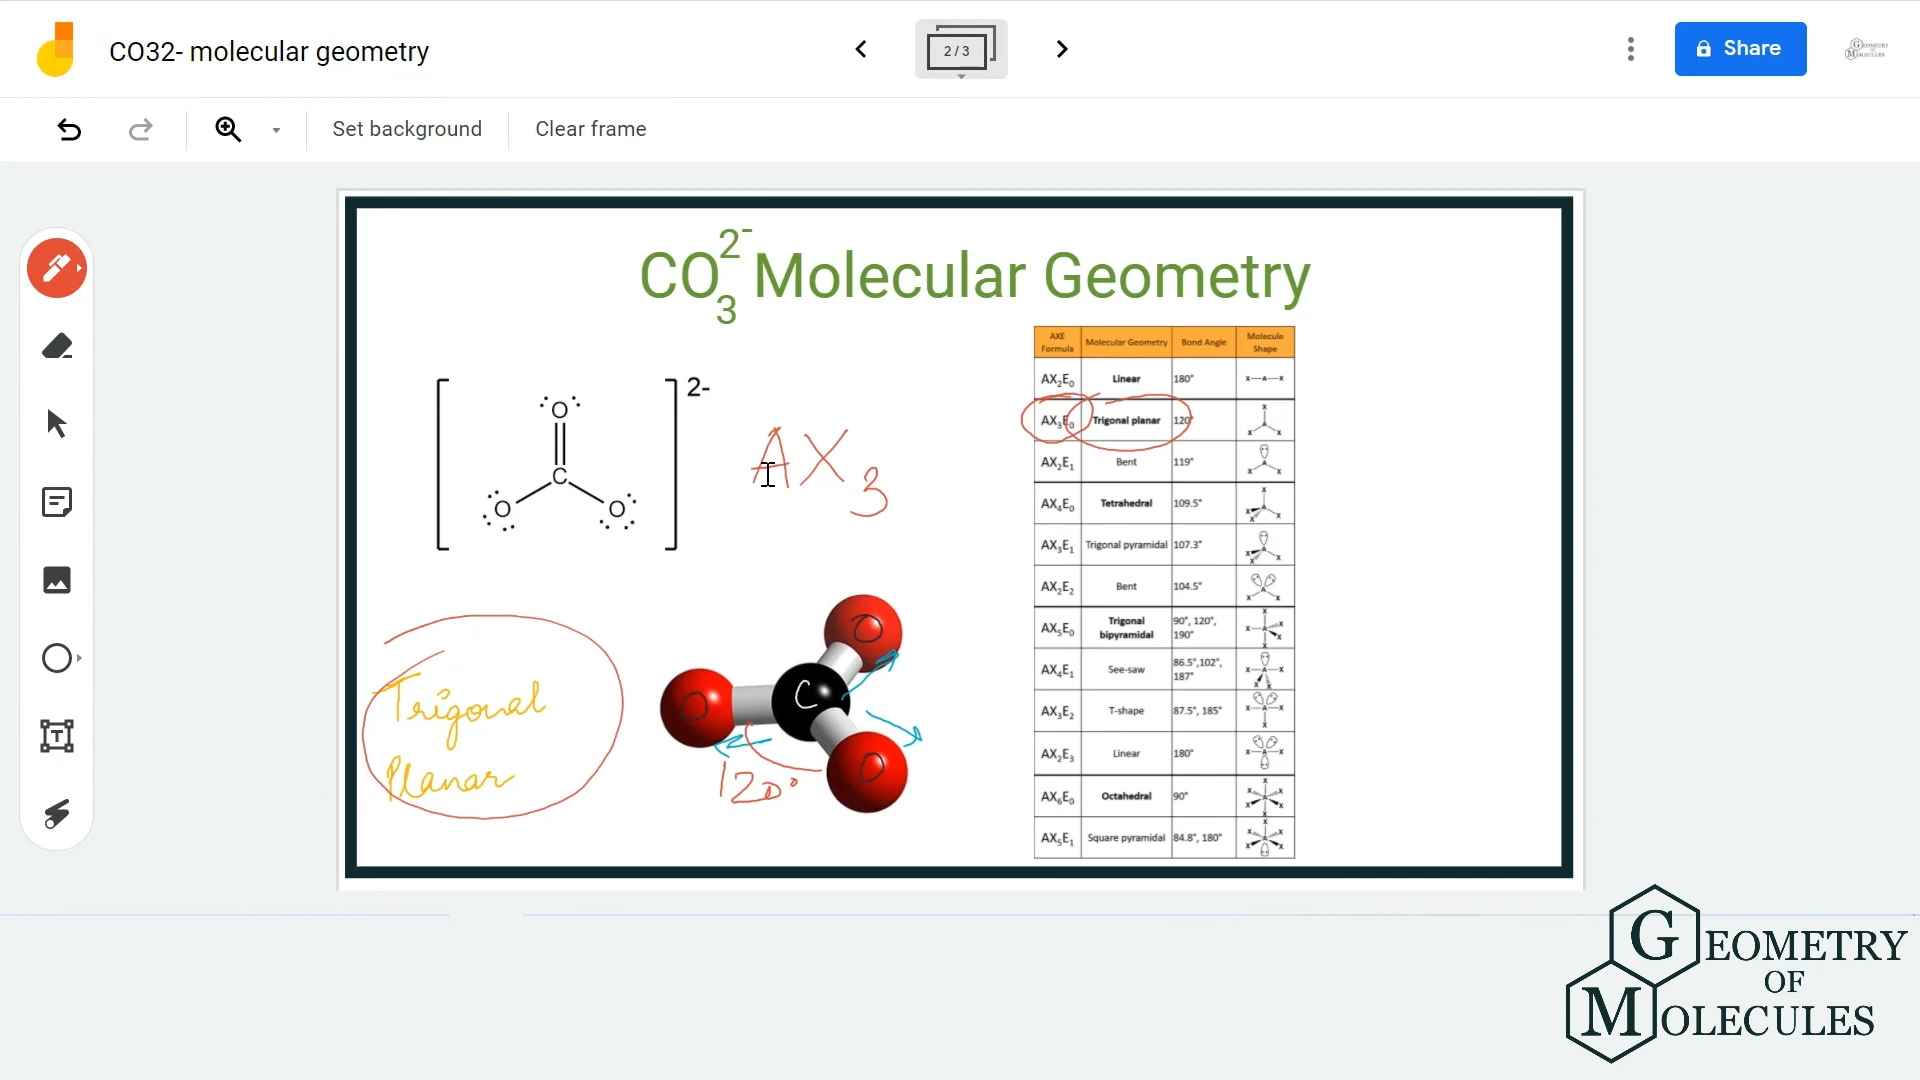 CO32- molecular geometry
2 / 3
Share
GEOMETRY OF MOLECULES
Set background
Clear frame
CO₃²⁻ Molecular Geometry
2-
O
C
O
O
AX₃
Trigonal
Planar
O
O
C
O
120°
AXE Formula Molecular Geometry Bond Angle Molecule Shape
AX₂E₀ Linear 180° X A X
AX₃E₀ Trigonal planar 120° X A X X
AX₂E₁ Bent 119° A X X
AX₄E₀ Tetrahedral 109.5° X A X X X
AX₃E₁ Trigonal pyramidal 107.3° A X X X
AX₂E₂ Bent 104.5° A X X
AX₅E₀ Trigonal bipyramidal 90°, 120°, 190° X X A X X X
AX₄E₁ See-saw 86.5°,102°, 187° X A X X X
AX₃E₂ T-shape 87.5°, 185° X A X X
AX₂E₃ Linear 180° X A X
AX₆E₀ Octahedral 90° X X X A X X X
AX₅E₁ Square pyramidal 84.8°, 180° X X X A X X
T
GEOMETRY
OF
MOLECULES